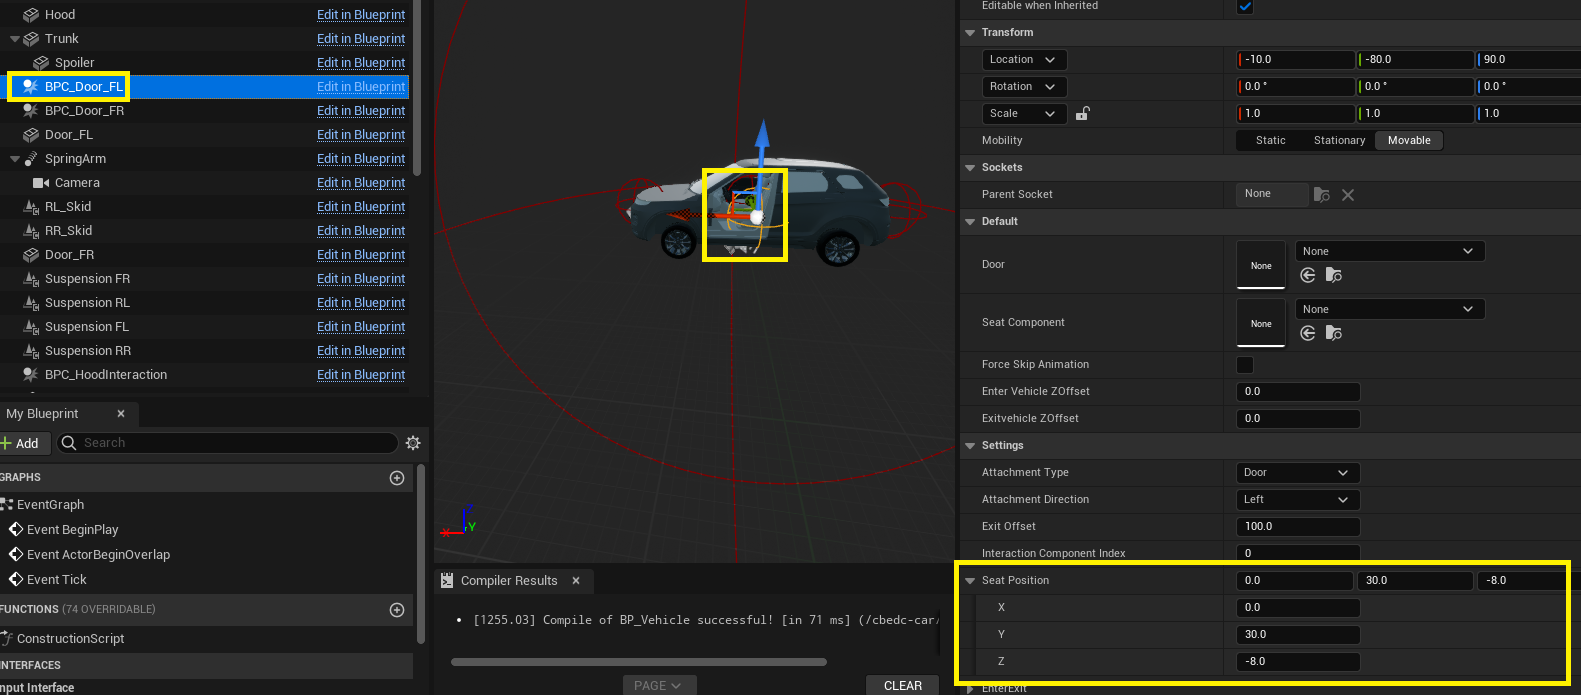 Hood Edit in Blueprint
Trunk Edit in Blueprint
Spoiler Edit in Blueprint
BPC_Door_FL Edit in Blueprint
BPC_Door_FR Edit in Blueprint
Door_FL Edit in Blueprint
SpringArm Edit in Blueprint
Camera Edit in Blueprint
RL_Skid Edit in Blueprint
RR_Skid Edit in Blueprint
Door_FR Edit in Blueprint
Suspension FR Edit in Blueprint
Suspension RL Edit in Blueprint
Suspension FL Edit in Blueprint
Suspension RR Edit in Blueprint
BPC_HoodInteraction Edit in Blueprint
My Blueprint
Add Search
GRAPHS
EventGraph
Event BeginPlay
Event ActorBeginOverlap
Event Tick
FUNCTIONS (74 OVERRIDABLE)
ConstructionScript
INTERFACES
nput Interface
Z
X Y
Compiler Results
• [1255.03] Compile of BP_Vehicle successful! [in 71 ms] (/cbedc-car/
PAGE CLEAR
Editable when Inherited
Transform
Location -10.0 -80.0 90.0
Rotation 0.0 ° 0.0 ° 0.0 °
Scale 1.0 1.0 1.0
Mobility Static Stationary Movable
Sockets
Parent Socket None
Default
Door None None
Seat Component None None
Force Skip Animation
Enter Vehicle ZOffset 0.0
Exitvehicle ZOffset 0.0
Settings
Attachment Type Door
Attachment Direction Left
Exit Offset 100.0
Interaction Component Index 0
Seat Position 0.0 30.0 -8.0
X 0.0
Y 30.0
Z -8.0
EnterExit